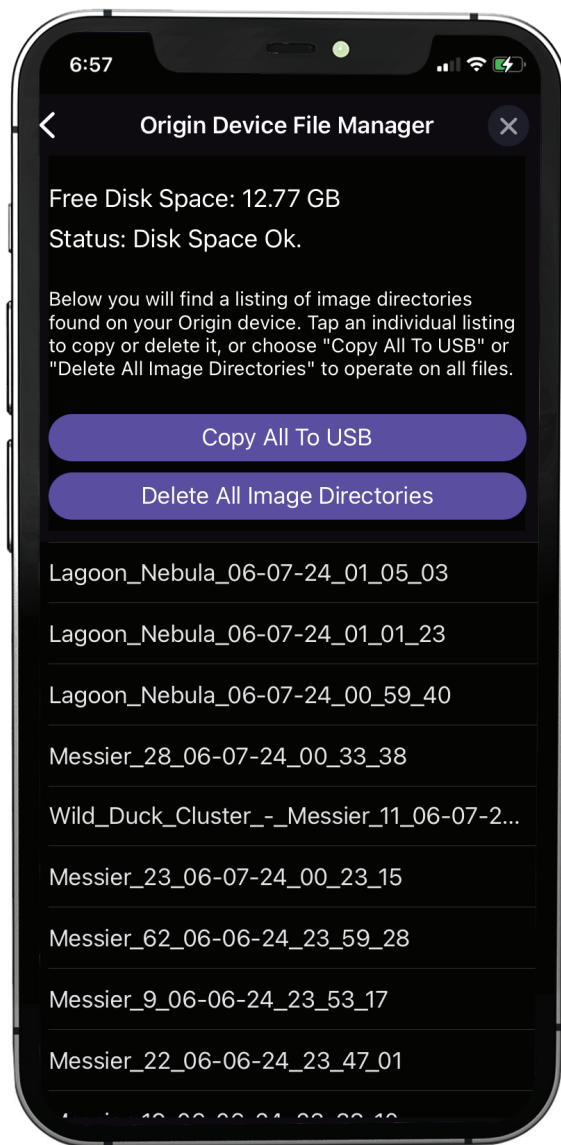 6:57
Origin Device File Manager
Free Disk Space: 12.77 GB
Status: Disk Space Ok.
Below you will find a listing of image directories
found on your Origin device. Tap an individual listing
to copy or delete it, or choose "Copy All To USB" or
"Delete All Image Directories" to operate on all files.
Copy All To USB
Delete All Image Directories
Lagoon_Nebula_06-07-24_01_05_03
Lagoon_Nebula_06-07-24_01_01_23
Lagoon_Nebula_06-07-24_00_59_40
Messier_28_06-07-24_00_33_38
Wild_Duck_Cluster_-_Messier_11_06-07-2...
Messier_23_06-07-24_00_23_15
Messier_62_06-06-24_23_59_28
Messier_9_06-06-24_23_53_17
Messier_22_06-06-24_23_47_01